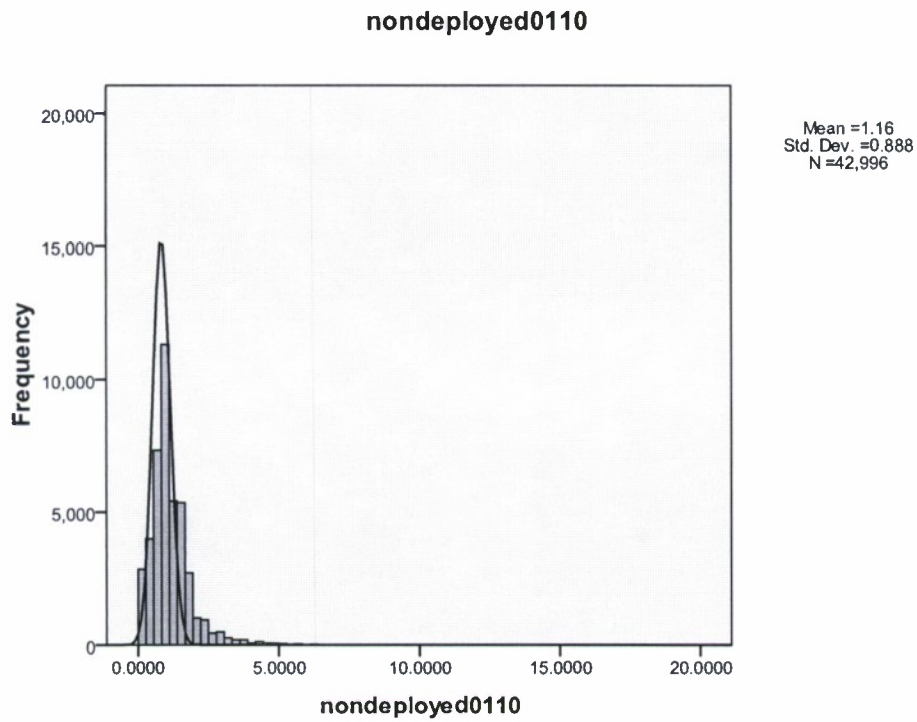 nondeployed0110
20,000
15,000
10,000
5,000
0
Frequency
0.0000 5.0000 10.0000 15.0000 20.0000
nondeployed0110
Mean =1.16
Std. Dev. =0.888
N =42,996